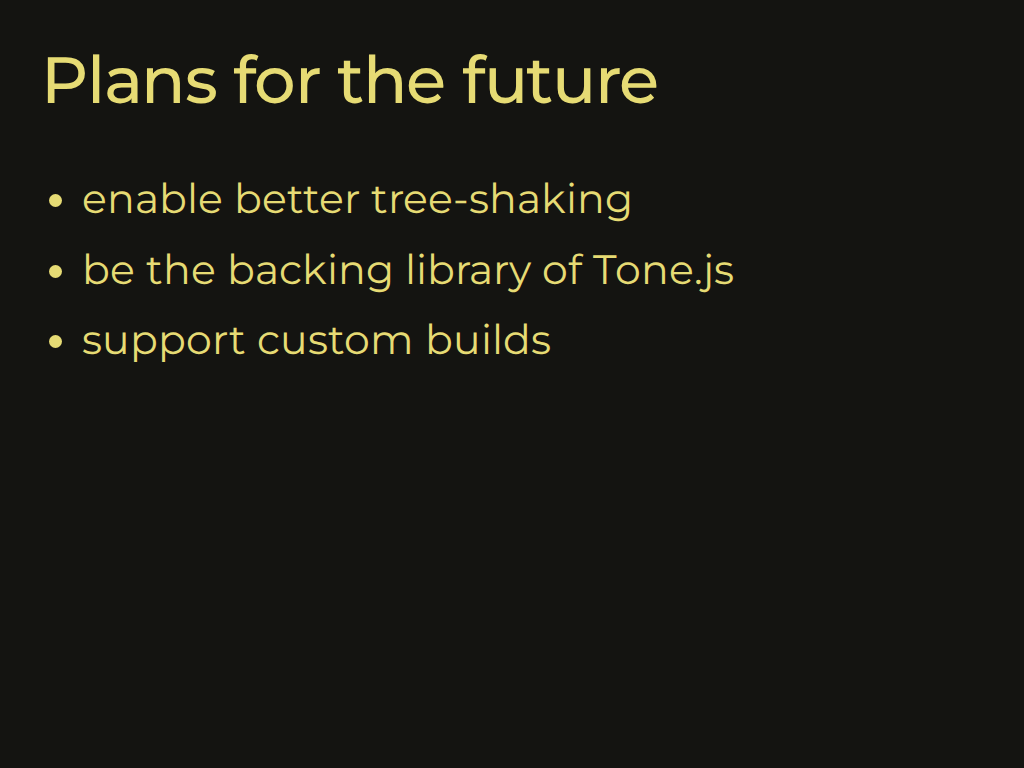 Plans for the future
• enable better tree-shaking
• be the backing library of Tone.js
• support custom builds